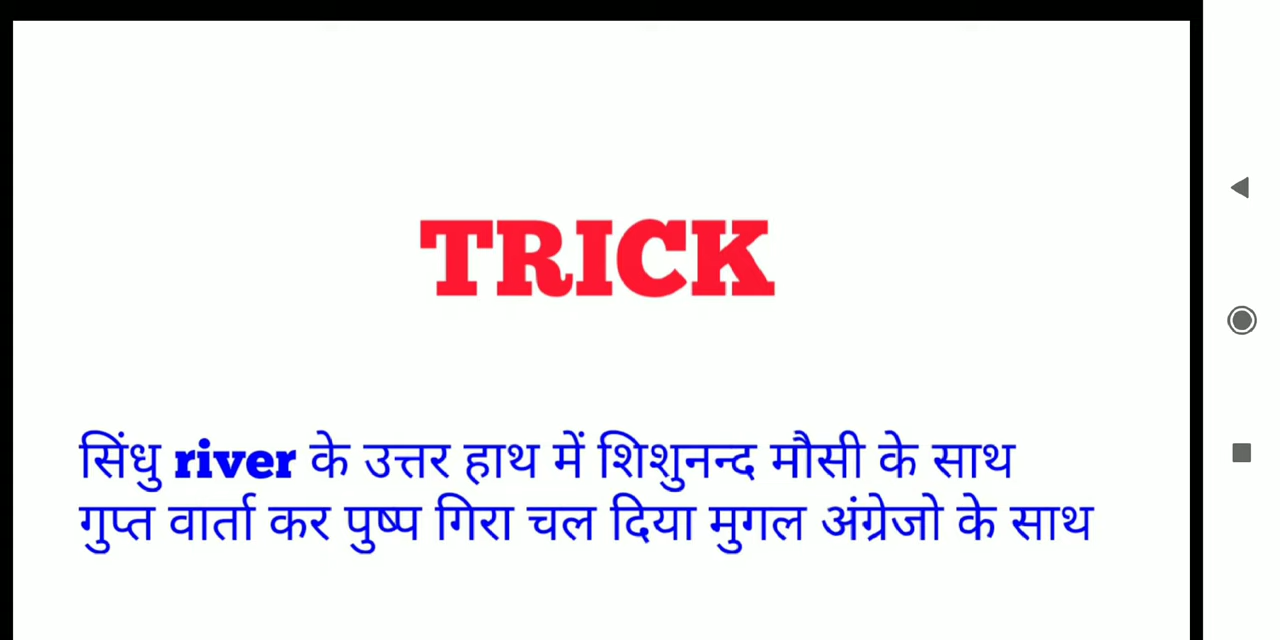 TRICK
सिंधु river के उत्तर हाथ में शिशुनन्द मौसी के साथ
गुप्त वार्ता कर पुष्प गिरा चल दिया मुगल अंग्रेजो के साथ